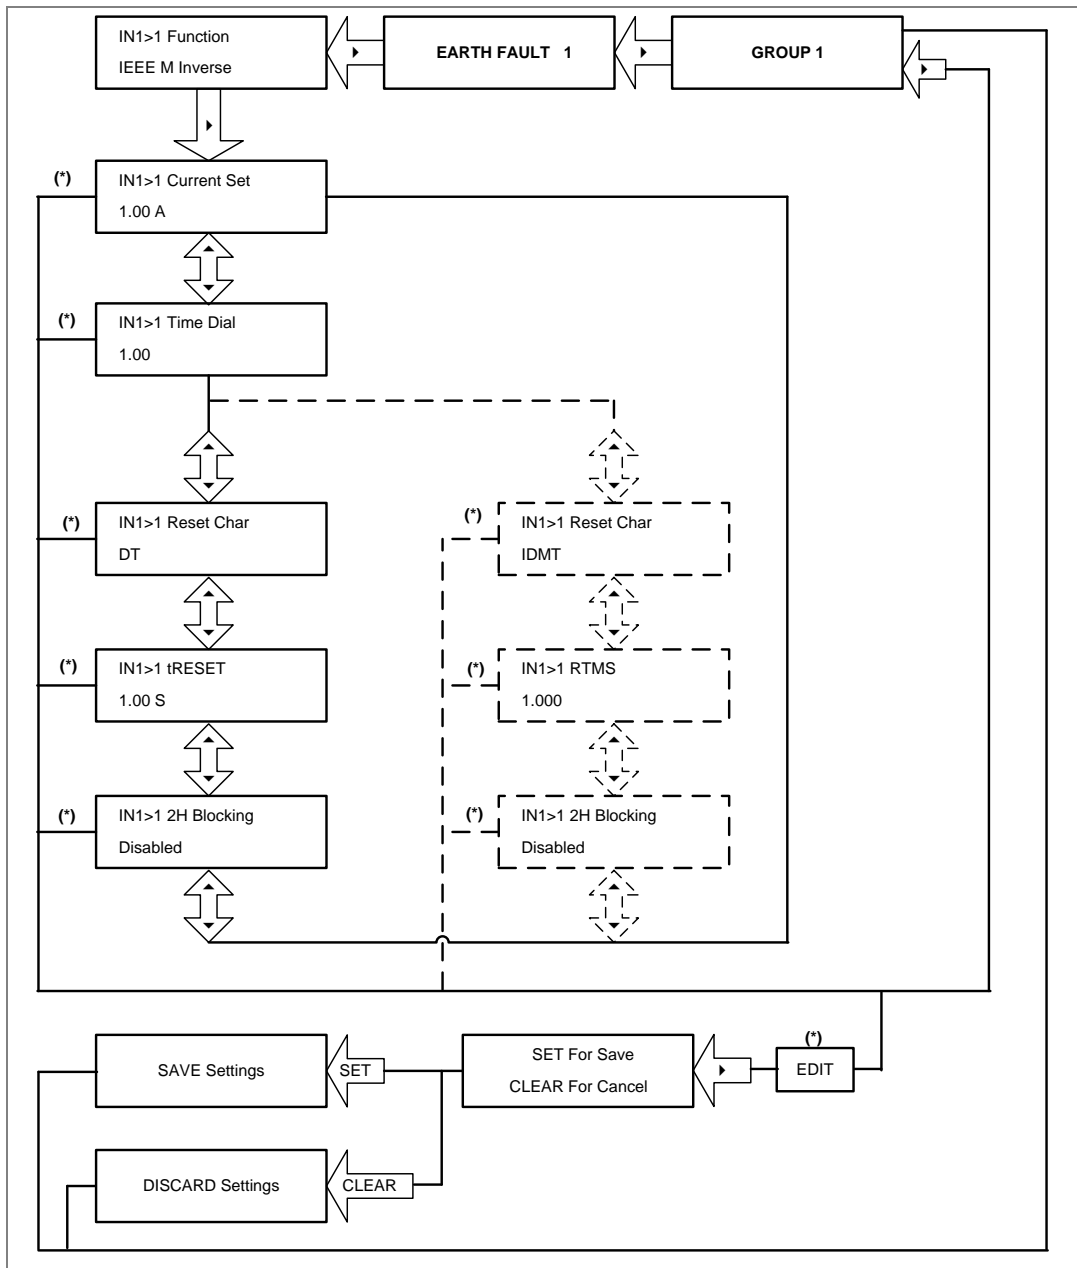 IN1>1 Function
IEEE M Inverse
EARTH FAULT 1
GROUP 1
(*)
IN1>1 Current Set
1.00 A
(*)
IN1>1 Time Dial
1.00
(*)
IN1>1 Reset Char
DT
(*)
IN1>1 Reset Char
IDMT
(*)
IN1>1 tRESET
1.00 S
(*)
IN1>1 RTMS
1.000
(*)
IN1>1 2H Blocking
Disabled
(*)
IN1>1 2H Blocking
Disabled
SAVE Settings
SET
SET For Save
CLEAR For Cancel
(*)
EDIT
DISCARD Settings
CLEAR